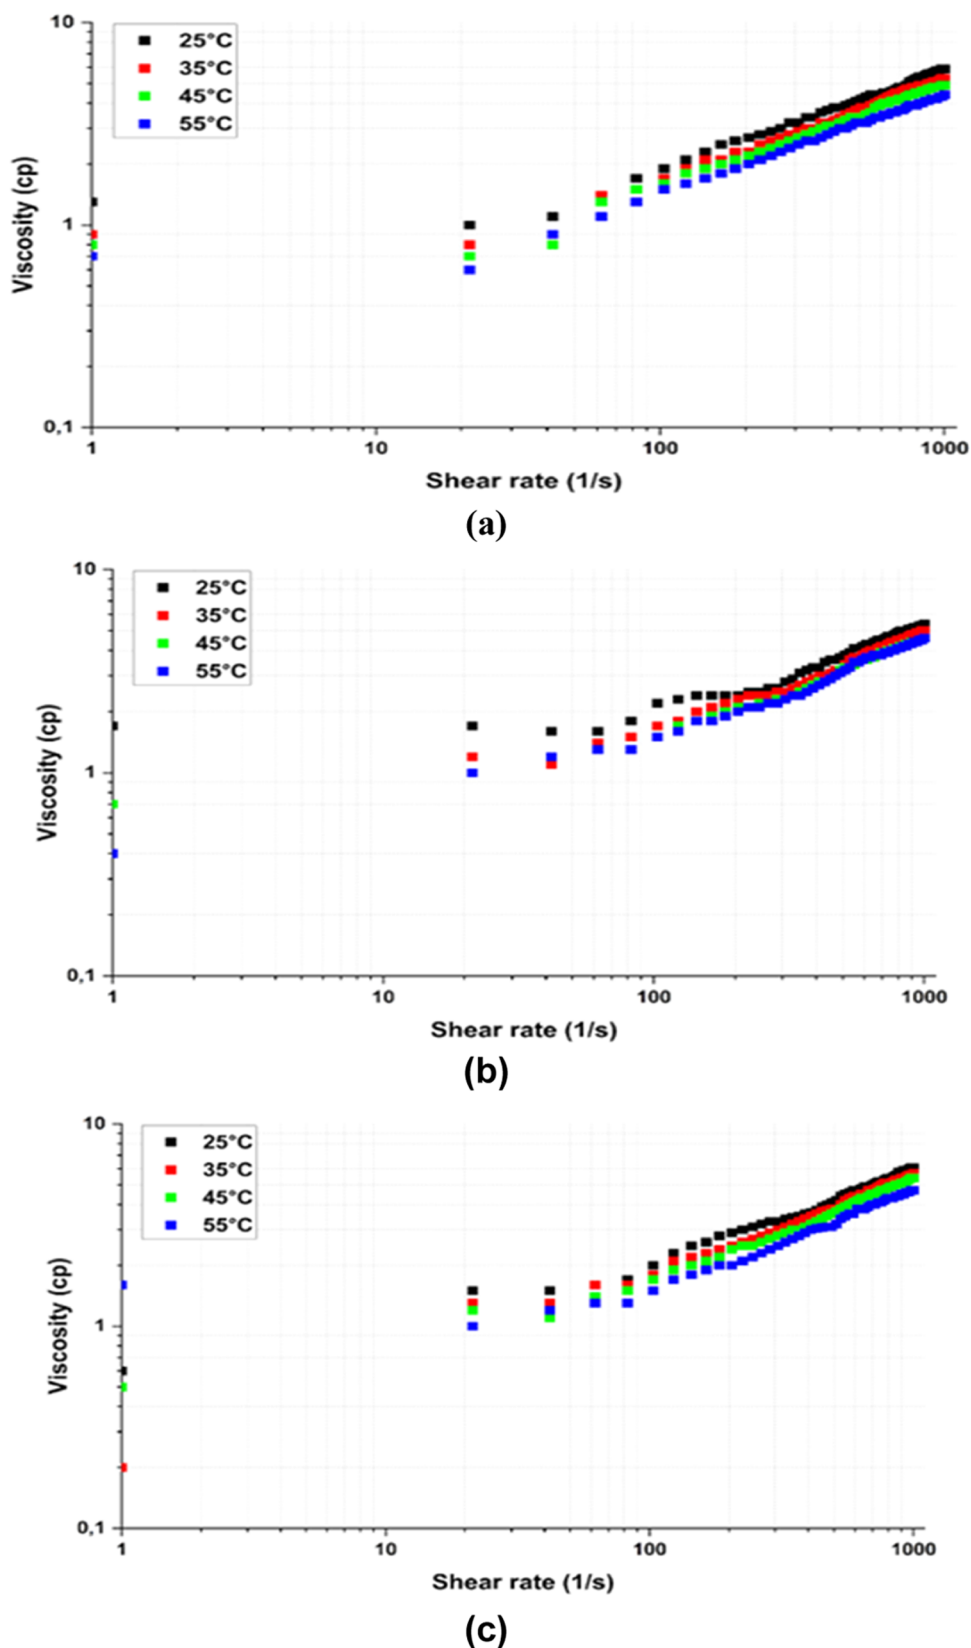 10
25°C
35°C
45°C
55°C
Viscosity (cp)
1
0,1
1 10 100 1000
Shear rate (1/s)
(a)
10
25°C
35°C
45°C
55°C
Viscosity (cp)
1
0,1
1 10 100 1000
Shear rate (1/s)
(b)
10
25°C
35°C
45°C
55°C
Viscosity (cp)
1
0,1
1 10 100 1000
Shear rate (1/s)
(c)